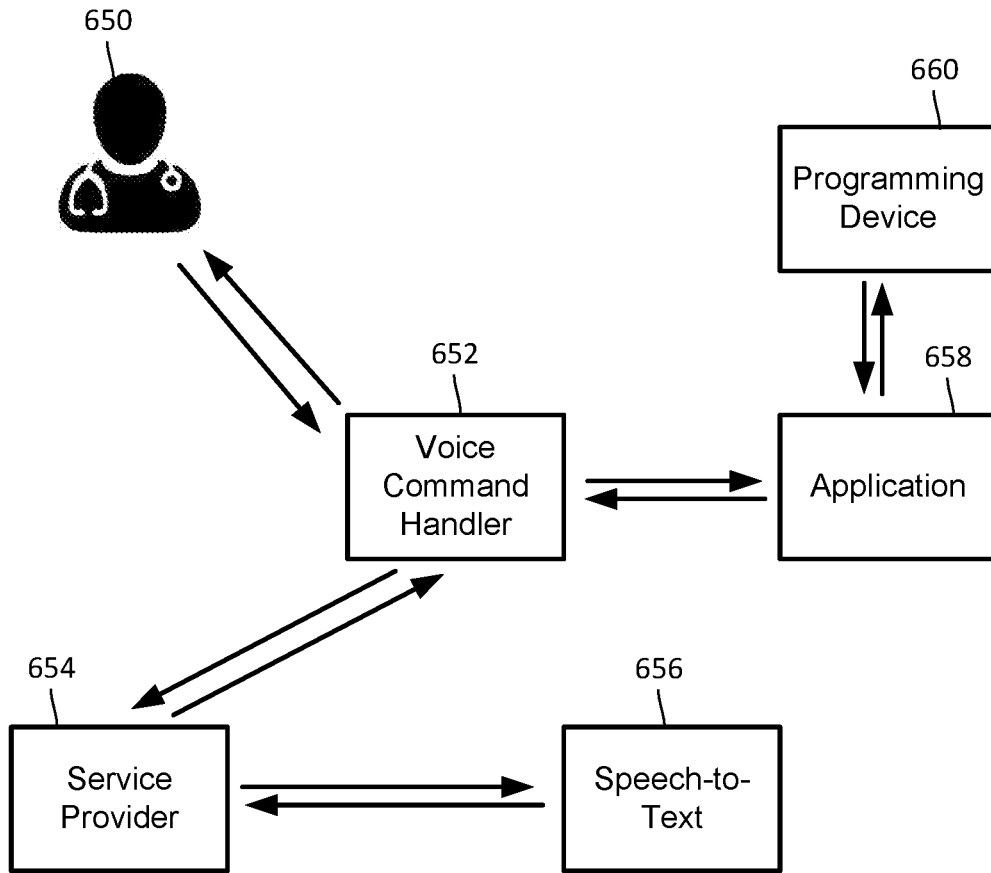 650
660
Programming
Device
652
658
Voice
Command
Handler
Application
654
656
Service
Provider
Speech-to-
Text